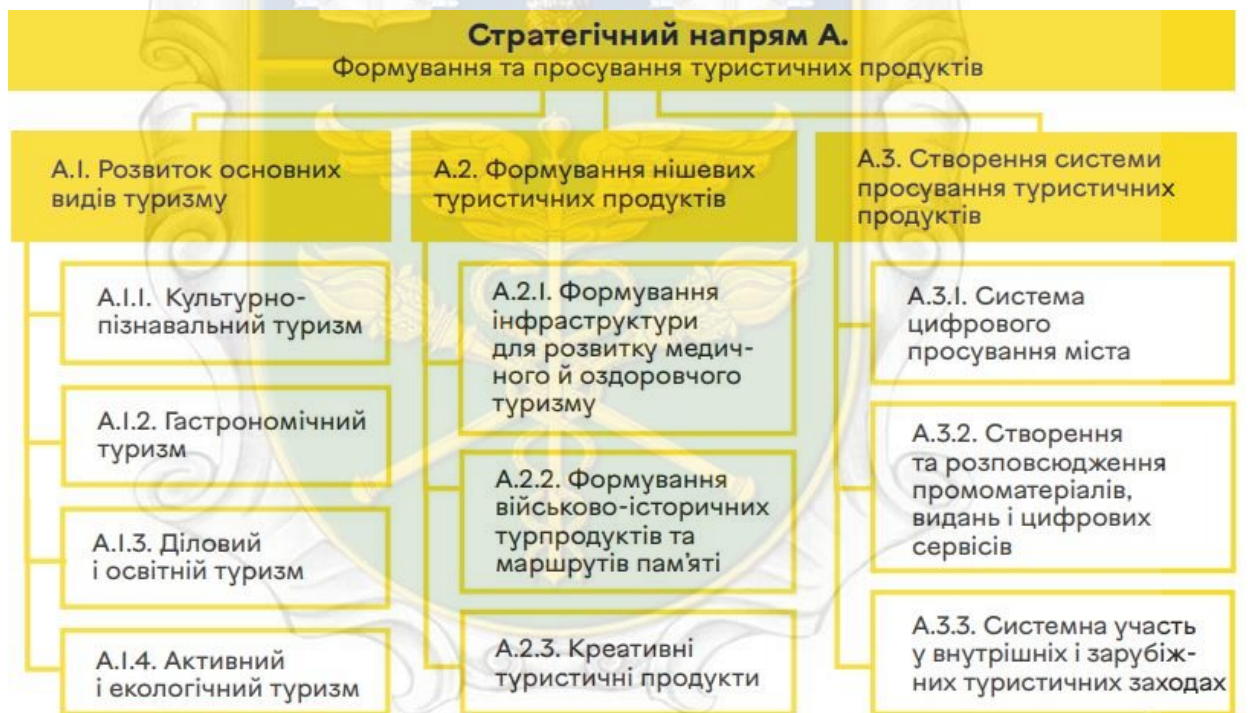 Стратегічний напрям А.
Формування та просування туристичних продуктів
А.1. Розвиток основних
видів туризму
А.1.1. Культурно-
пізнавальний туризм
А.1.2. Гастрономічний
туризм
А.1.3. Діловий
і освітній туризм
А.1.4. Активний
і екологічний туризм
А.2. Формування нішевих
туристичних продуктів
А.2.1. Формування
інфраструктури
для розвитку медич-
ного й оздоровчого
туризму
А.2.2. Формування
військово-історичних
турпродуктів та
маршрутів пам'яті
А.2.3. Креативні
туристичні продукти
А.3. Створення системи
просування туристичних
продуктів
А.3.1. Система
цифрового
просування міста
А.3.2. Створення
та розповсюдження
промоматеріалів,
видань і цифрових
сервісів
А.3.3. Системна участь
у внутрішніх і зарубіж-
них туристичних заходах